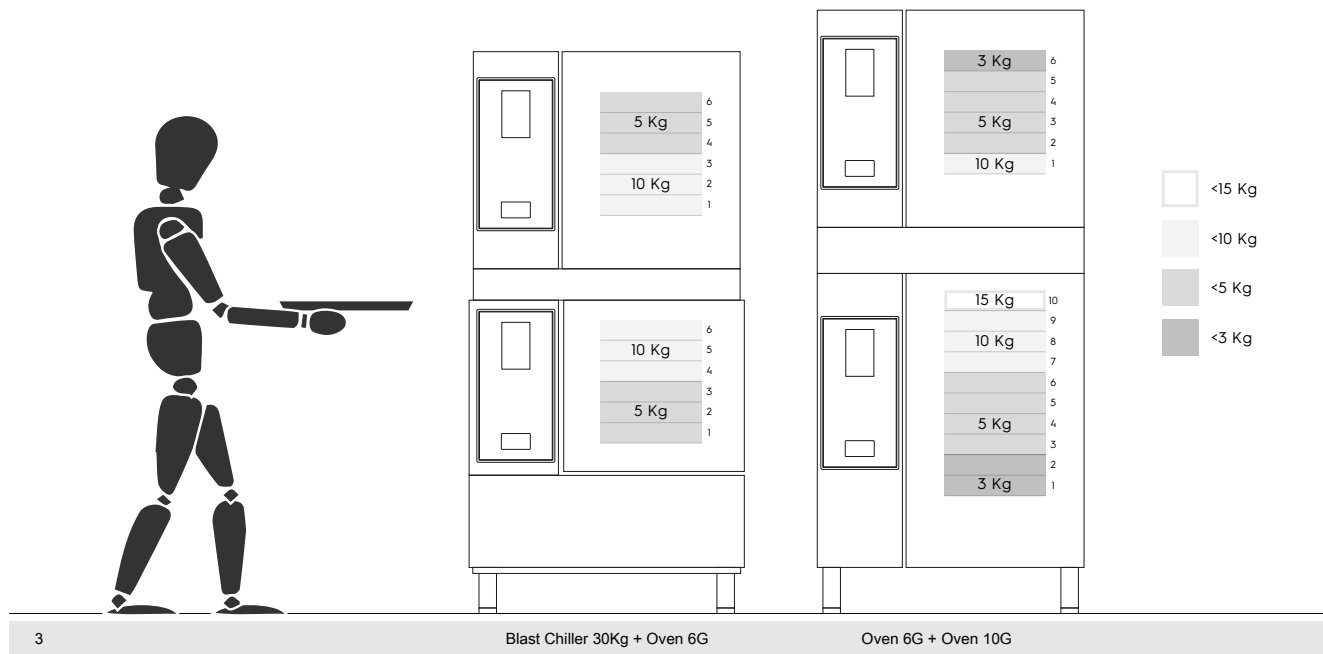 6
5 Kg 5
4
3
10 Kg 2
1
6
10 Kg 5
4
3
5 Kg 2
1
3 Kg 6
5
4
5 Kg 3
2
10 Kg 1
15 Kg 10
9
10 Kg 8
7
6
5
5 Kg 4
3
2
3 Kg 1
<15 Kg
<10 Kg
<5 Kg
<3 Kg
3 Blast Chiller 30Kg + Oven 6G Oven 6G + Oven 10G